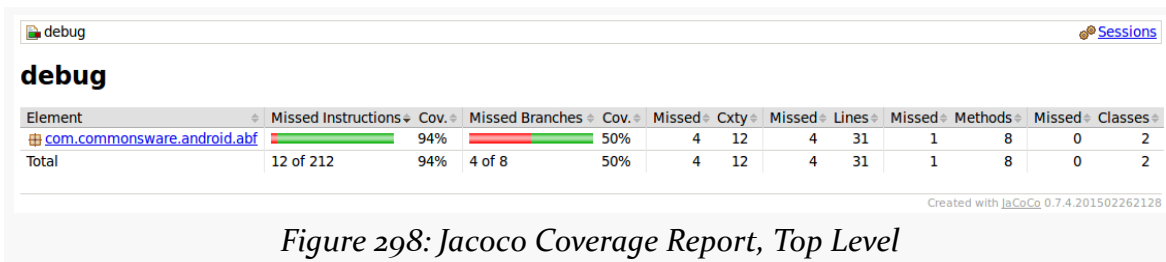 debug Sessions
debug
Element Missed Instructions Cov. Missed Branches Cov. Missed Cxty Missed Lines Missed Methods Missed Classes
com.commonsware.android.abf 94% 50% 4 12 4 31 1 8 0 2
Total 12 of 212 94% 4 of 8 50% 4 12 4 31 1 8 0 2
Created with JaCoCo 0.7.4.201502262128
Figure 298: Jacoco Coverage Report, Top Level